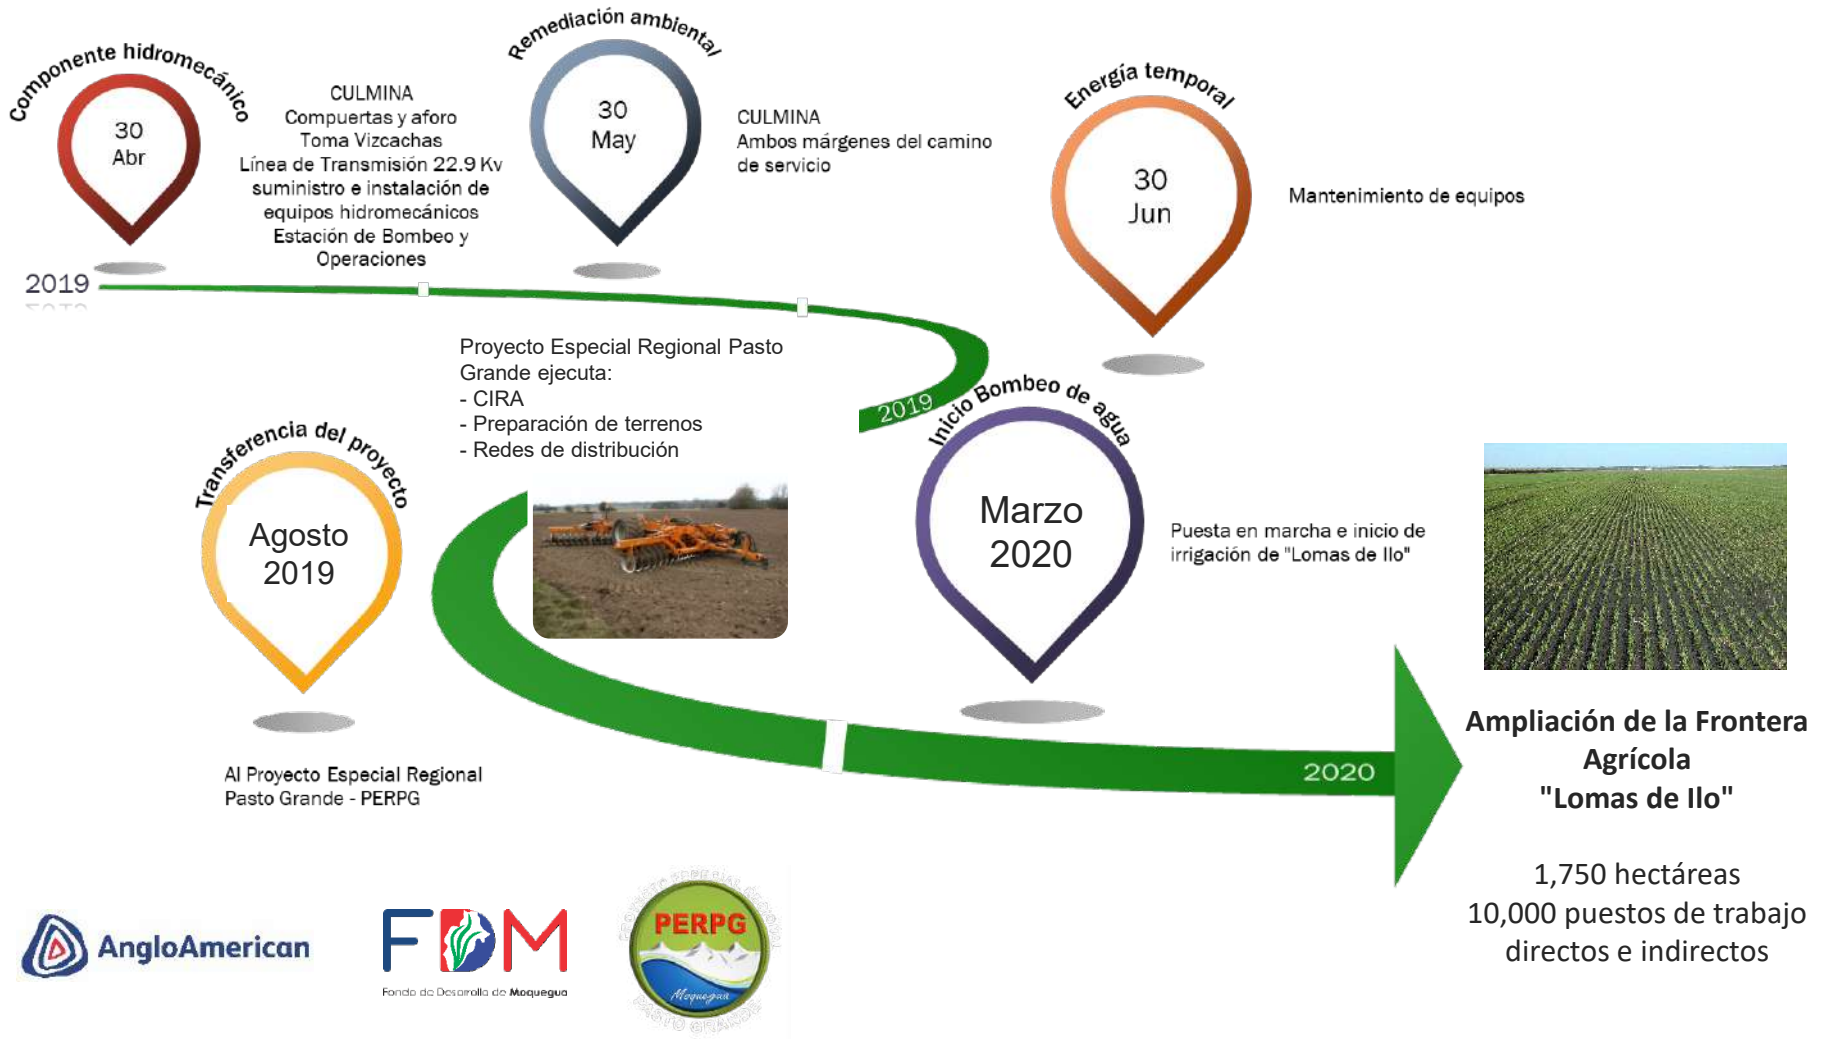 Componente hidromecánico
30
Abr
CULMINA
Compuertas y aforo
Toma Vizcachas
Línea de Transmisión 22.9 Kv
suministro e instalación de
equipos hidromecánicos
Estación de Bombeo y
Operaciones
Remediación ambiental
30
May
CULMINA
Ambos márgenes del camino
de servicio
Energía temporal
30
Jun
Mantenimiento de equipos
2019
Proyecto Especial Regional Pasto
Grande ejecuta:
- CIRA
- Preparación de terrenos
- Redes de distribución
2019
Transferencia del proyecto
Agosto
2019
Al Proyecto Especial Regional
Pasto Grande - PERPG
Inicio Bombeo de agua
Marzo
2020
Puesta en marcha e inicio de
irrigación de "Lomas de Ilo"
2020
Ampliación de la Frontera
Agrícola
"Lomas de Ilo"
1,750 hectáreas
10,000 puestos de trabajo
directos e indirectos
AngloAmerican
FDM
Fondo de Desarrollo de Moquegua
PERPG
Moquegua
PASTO GRANDE